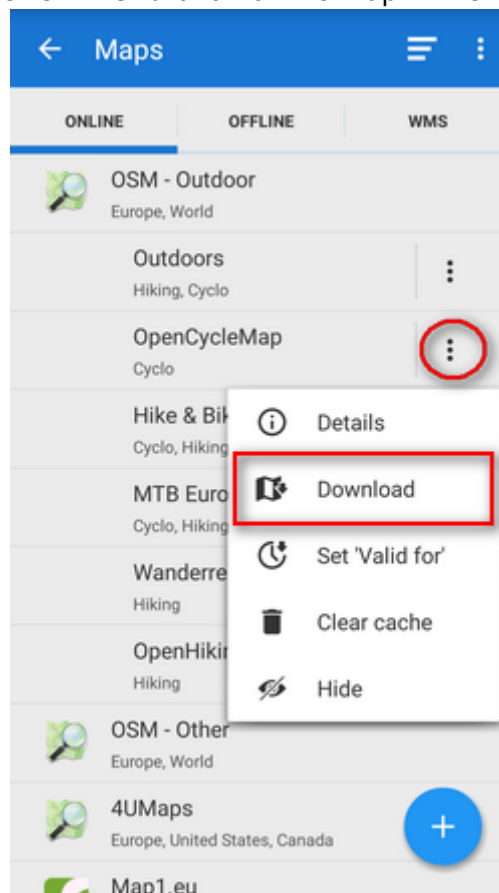 Maps
ONLINE
OFFLINE
WMS
OSM - Outdoor
Europe, World
Outdoors
Hiking, Cyclo
OpenCycleMap
Cyclo
Hike & Bik
Cyclo, Hiking
Details
MTB Euro
Cyclo, Hiking
Download
Wanderre
Hiking
Set 'Valid for'
OpenHikin
Hiking
Clear cache
Hide
OSM - Other
Europe, World
4UMaps
Europe, United States, Canada
Map1.eu